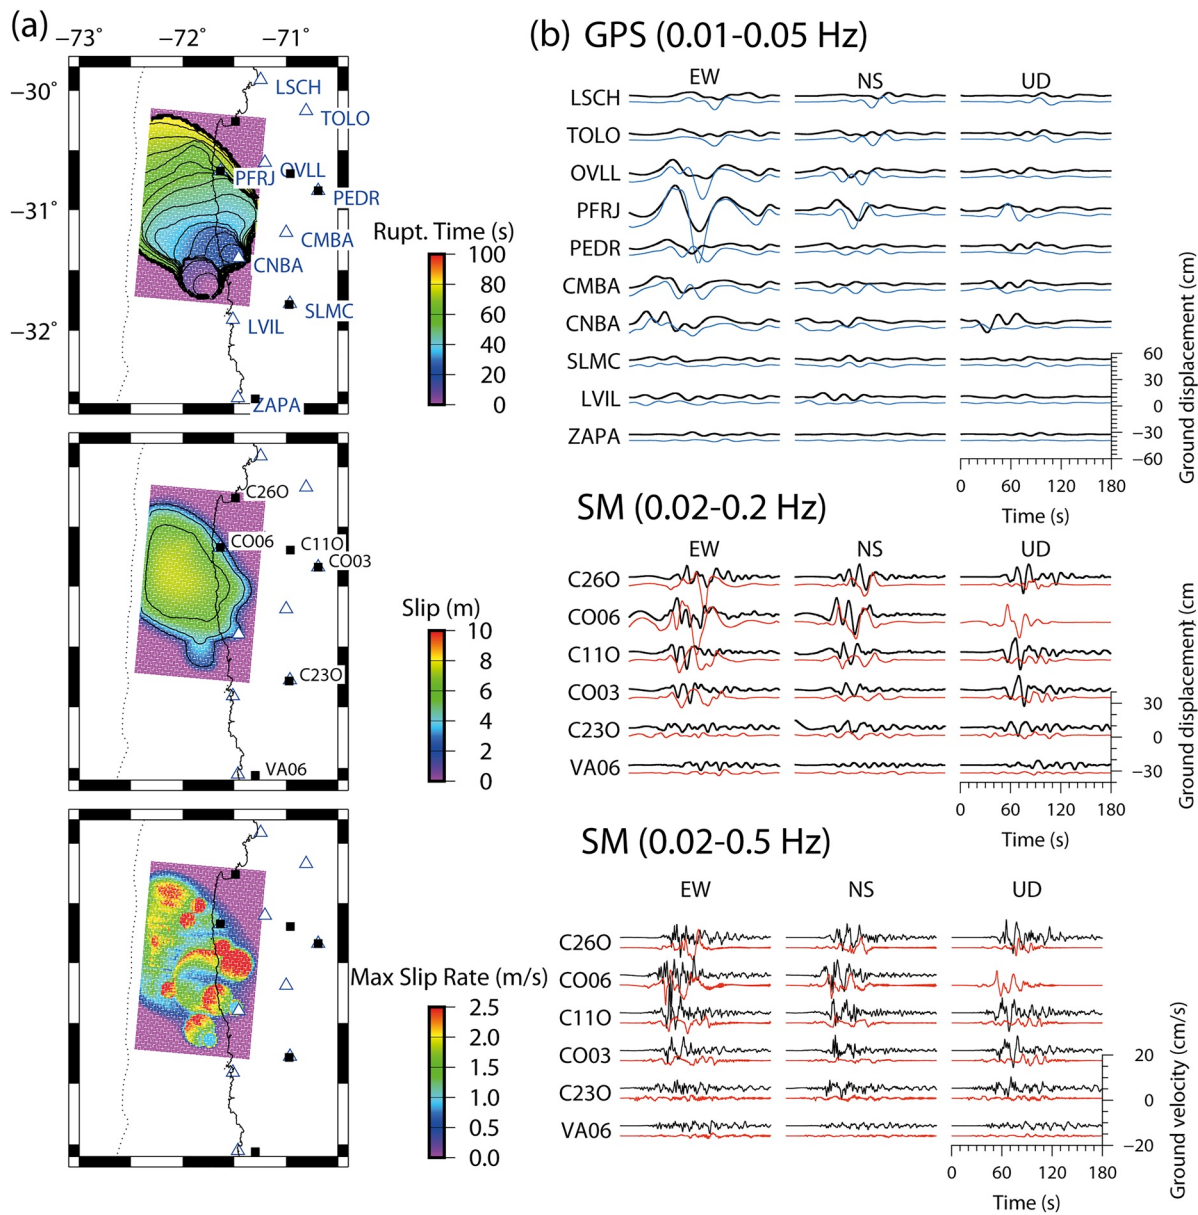 (a)
−73° −72° −71°
−30°
−31°
−32°
LSCH
TOLO
OVLL
PFRJ
PEDR
CMBA
CNBA
SLMC
LVIL
ZAPA
Rupt. Time (s)
100
80
60
40
20
0
C26O
CO06
C11O
CO03
C23O
VA06
Slip (m)
10
8
6
4
2
0
Max Slip Rate (m/s)
2.5
2.0
1.5
1.0
0.5
0.0
(b) GPS (0.01-0.05 Hz)
EW NS UD
LSCH
TOLO
OVLL
PFRJ
PEDR
CMBA
CNBA
SLMC
LVIL
ZAPA
60
30
0
−30
−60
Ground displacement (cm)
0 60 120 180
Time (s)
SM (0.02-0.2 Hz)
EW NS UD
C26O
CO06
C11O
CO03
C23O
VA06
30
0
−30
Ground displacement (cm
0 60 120 180
Time (s)
SM (0.02-0.5 Hz)
EW NS UD
C26O
CO06
C11O
CO03
C23O
VA06
20
0
−20
Ground velocity (cm/s)
0 60 120 180
Time (s)